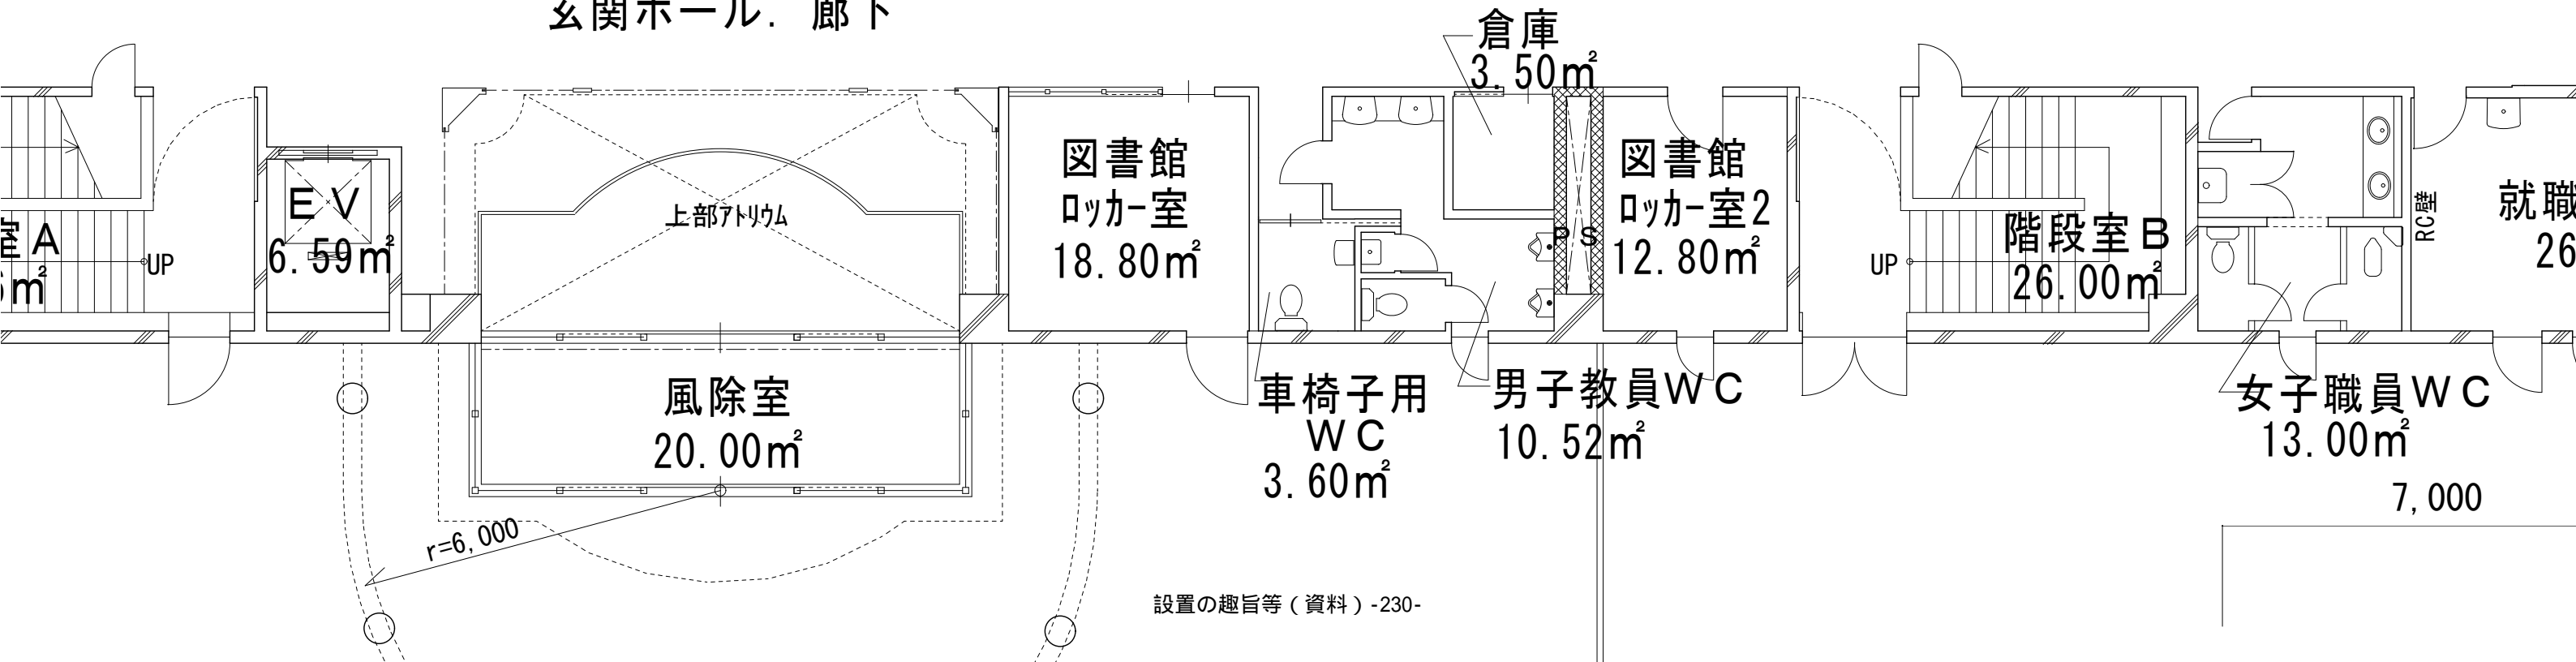 玄関ホール. 廊下
倉庫
3.50㎡
図書館
ロッカー室
18.80㎡
図書館
ロッカー室2
12.80㎡
ＥＶ
6.59㎡
上部アトリウム
ＰＳ
室Ａ
㎡
UP
UP
階段室Ｂ
26.00㎡
RC壁
就職
26
風除室
20.00㎡
車椅子用
ＷＣ
3.60㎡
男子教員ＷＣ
10.52㎡
女子職員ＷＣ
13.00㎡
7,000
r=6,000
設置の趣旨等（資料）-230-